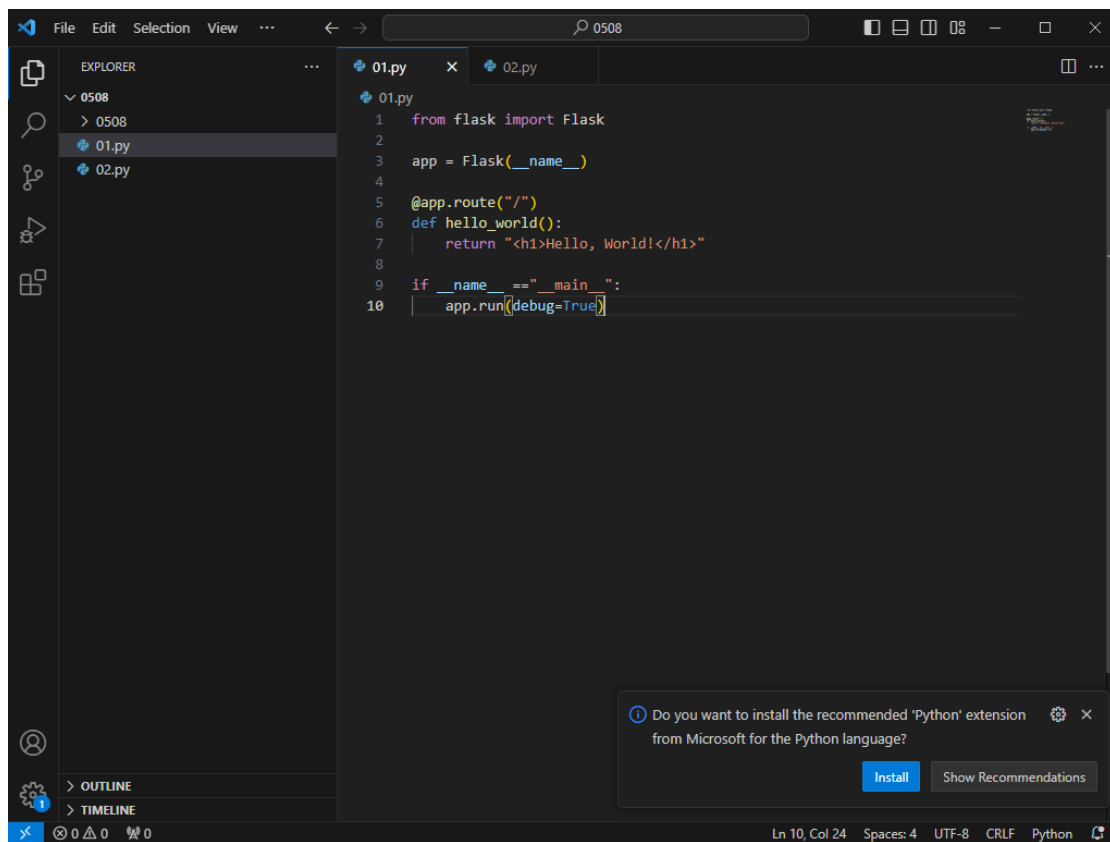 File Edit Selection View ··· 0508
EXPLORER ···
0508
0508
01.py
02.py
01.py
02.py
···
01.py
1 from flask import Flask
2
3 app = Flask(__name__)
4
5 @app.route("/")
6 def hello_world():
7     return "<h1>Hello, World!</h1>"
8
9 if __name__ =="__main__":
10     app.run(debug=True)
Do you want to install the recommended 'Python' extension
from Microsoft for the Python language?
Install Show Recommendations
OUTLINE
TIMELINE
1
0 0 0 Ln 10, Col 24 Spaces: 4 UTF-8 CRLF Python